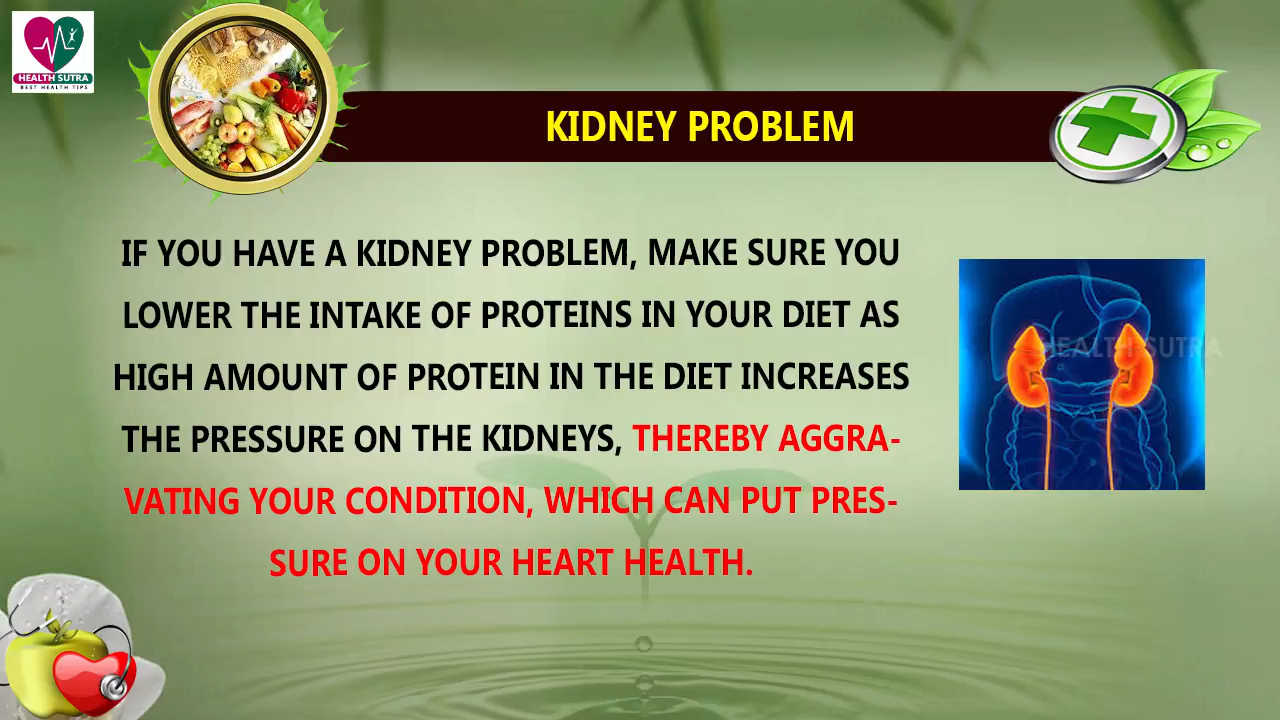 HEALTH SUTRA
BEST HEALTH TIPS
KIDNEY PROBLEM
IF YOU HAVE A KIDNEY PROBLEM, MAKE SURE YOU
LOWER THE INTAKE OF PROTEINS IN YOUR DIET AS
HIGH AMOUNT OF PROTEIN IN THE DIET INCREASES
THE PRESSURE ON THE KIDNEYS, THEREBY AGGRA-
VATING YOUR CONDITION, WHICH CAN PUT PRES-
SURE ON YOUR HEART HEALTH.
HEALTH SUTRA